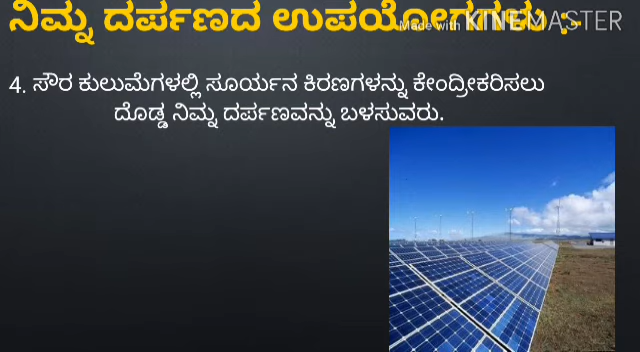 ನಿಮ್ನ ದರ್ಪಣದ ಉಪಯೋಗಗಳು :-
Made with KINEMASTER
4. ಸೌರ ಕುಲುಮೆಗಳಲ್ಲಿ ಸೂರ್ಯನ ಕಿರಣಗಳನ್ನು ಕೇಂದ್ರೀಕರಿಸಲು
ದೊಡ್ಡ ನಿಮ್ನ ದರ್ಪಣವನ್ನು ಬಳಸುವರು.